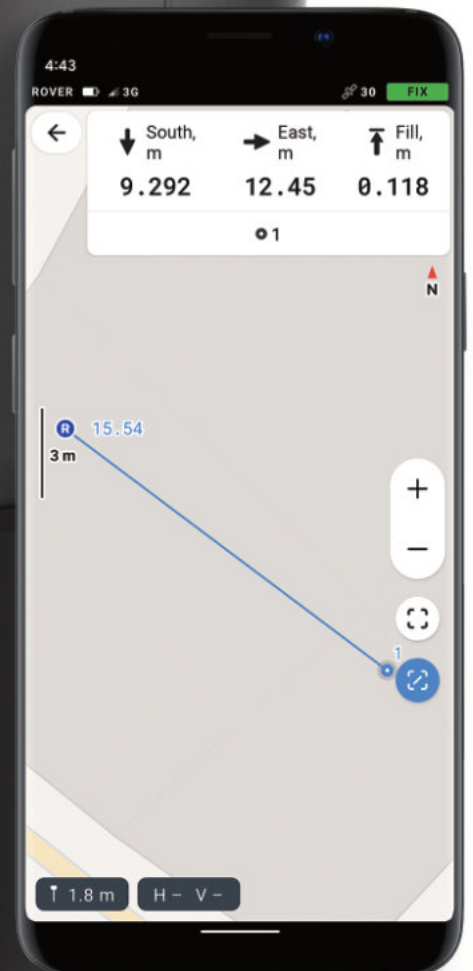 4:43
ROVER 3G 30 FIX
South, m East, m Fill, m
9.292 12.45 0.118
1
N
R 15.54
3 m
+
−
1
1.8 m H – V –